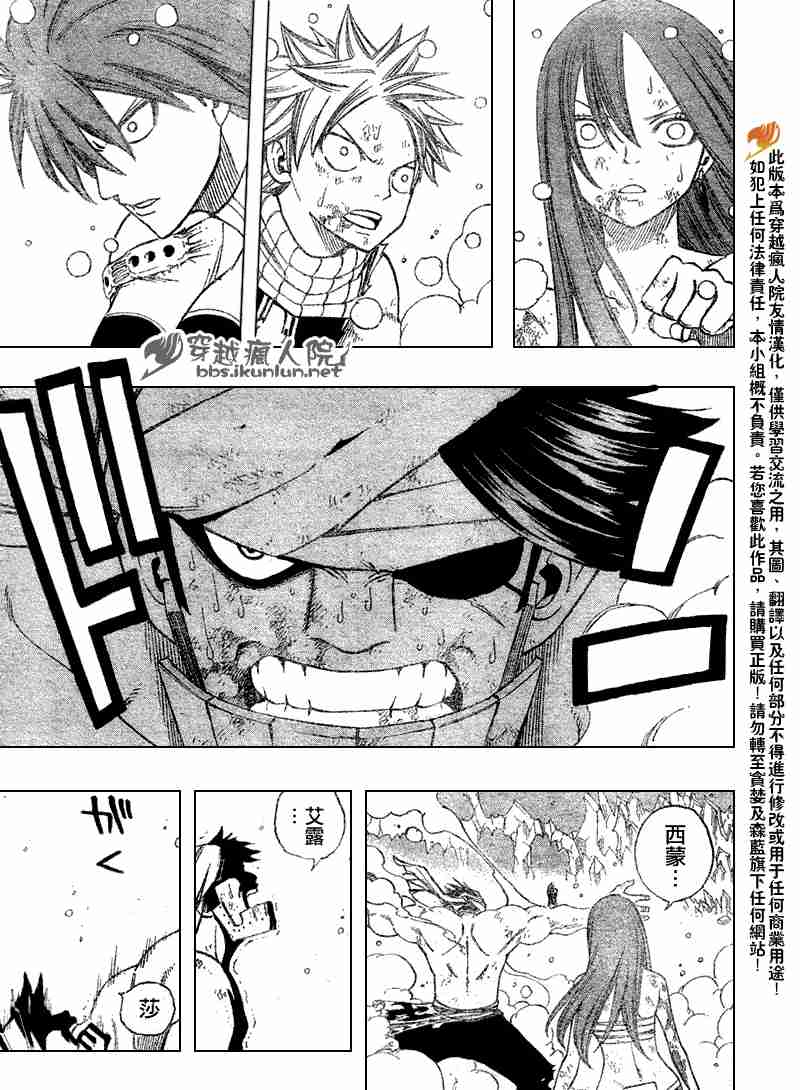 穿越瘋人院
bbs.ikunlun.net
西蒙…
艾露…
莎
ガ
く
此版本爲穿越瘋人院友情漢化，僅供學習交流之用，其圖、翻譯以及任何部分不得進行修改或用于任何商業用途！
如犯上任何法律責任，本小組概不負責。若您喜歡此作品，請購買正版！請勿轉至貪婪及森藍旗下任何網站！